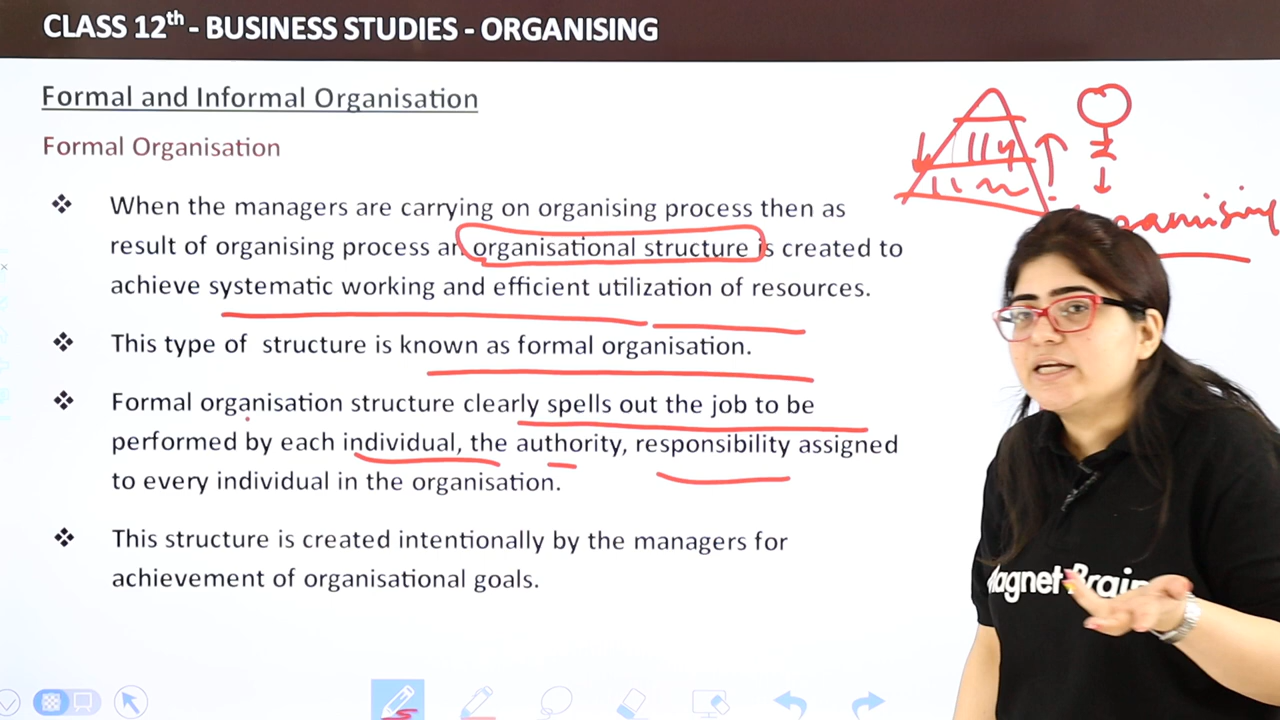 CLASS 12th - BUSINESS STUDIES - ORGANISING
Formal and Informal Organisation
Formal Organisation
❖ When the managers are carrying on organising process then as
result of organising process an organisational structure is created to
achieve systematic working and efficient utilization of resources.
❖ This type of structure is known as formal organisation.
❖ Formal organisation structure clearly spells out the job to be
performed by each individual, the authority, responsibility assigned
to every individual in the organisation.
❖ This structure is created intentionally by the managers for
achievement of organisational goals.
Magnet Brain